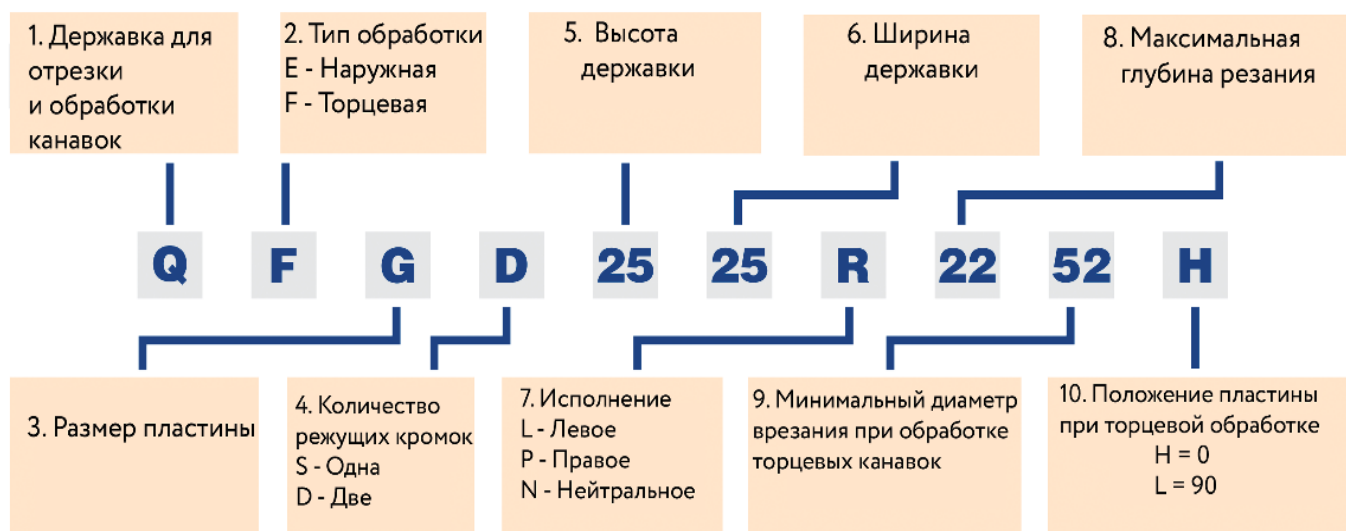 1. Державка для
отрезки
и обработки
канавок
2. Тип обработки
E - Наружная
F - Торцевая
5. Высота
державки
6. Ширина
державки
8. Максимальная
глубина резания
Q F G D 25 25 R 22 52 H
3. Размер пластины
4. Количество
режущих кромок
S - Одна
D - Две
7. Исполнение
L - Левое
P - Правое
N - Нейтральное
9. Минимальный диаметр
врезания при обработке
торцевых канавок
10. Положение пластины
при торцевой обработке
H = 0
L = 90